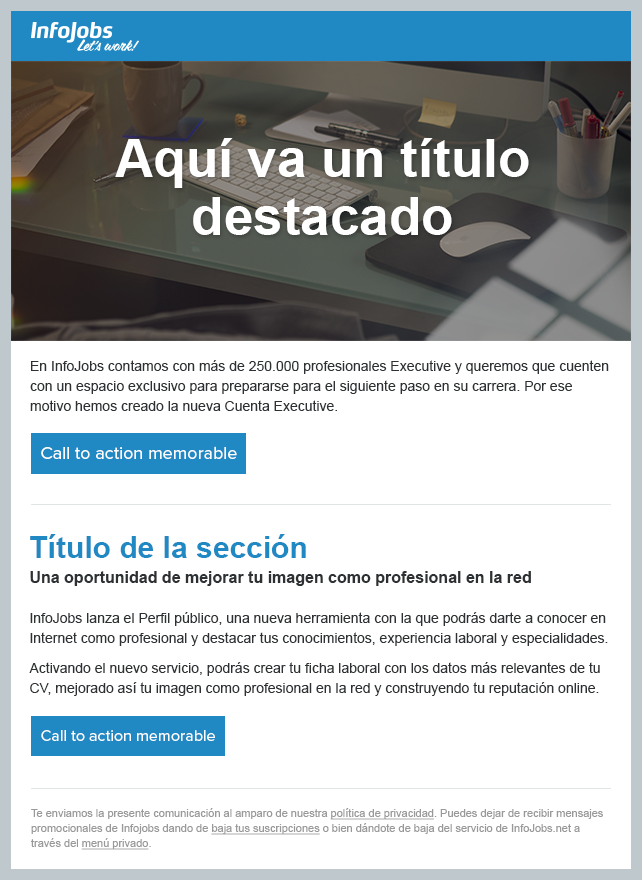 InfoJobs
Let's work!
Aquí va un título
destacado
En InfoJobs contamos con más de 250.000 profesionales Executive y queremos que cuenten
con un espacio exclusivo para prepararse para el siguiente paso en su carrera. Por ese
motivo hemos creado la nueva Cuenta Executive.
Call to action memorable
Título de la sección
Una oportunidad de mejorar tu imagen como profesional en la red
InfoJobs lanza el Perfil público, una nueva herramienta con la que podrás darte a conocer en
Internet como profesional y destacar tus conocimientos, experiencia laboral y especialidades.
Activando el nuevo servicio, podrás crear tu ficha laboral con los datos más relevantes de tu
CV, mejorado así tu imagen como profesional en la red y construyendo tu reputación online.
Call to action memorable
Te enviamos la presente comunicación al amparo de nuestra política de privacidad. Puedes dejar de recibir mensajes
promocionales de Infojobs dando de baja tus suscripciones o bien dándote de baja del servicio de InfoJobs.net a
través del menú privado.